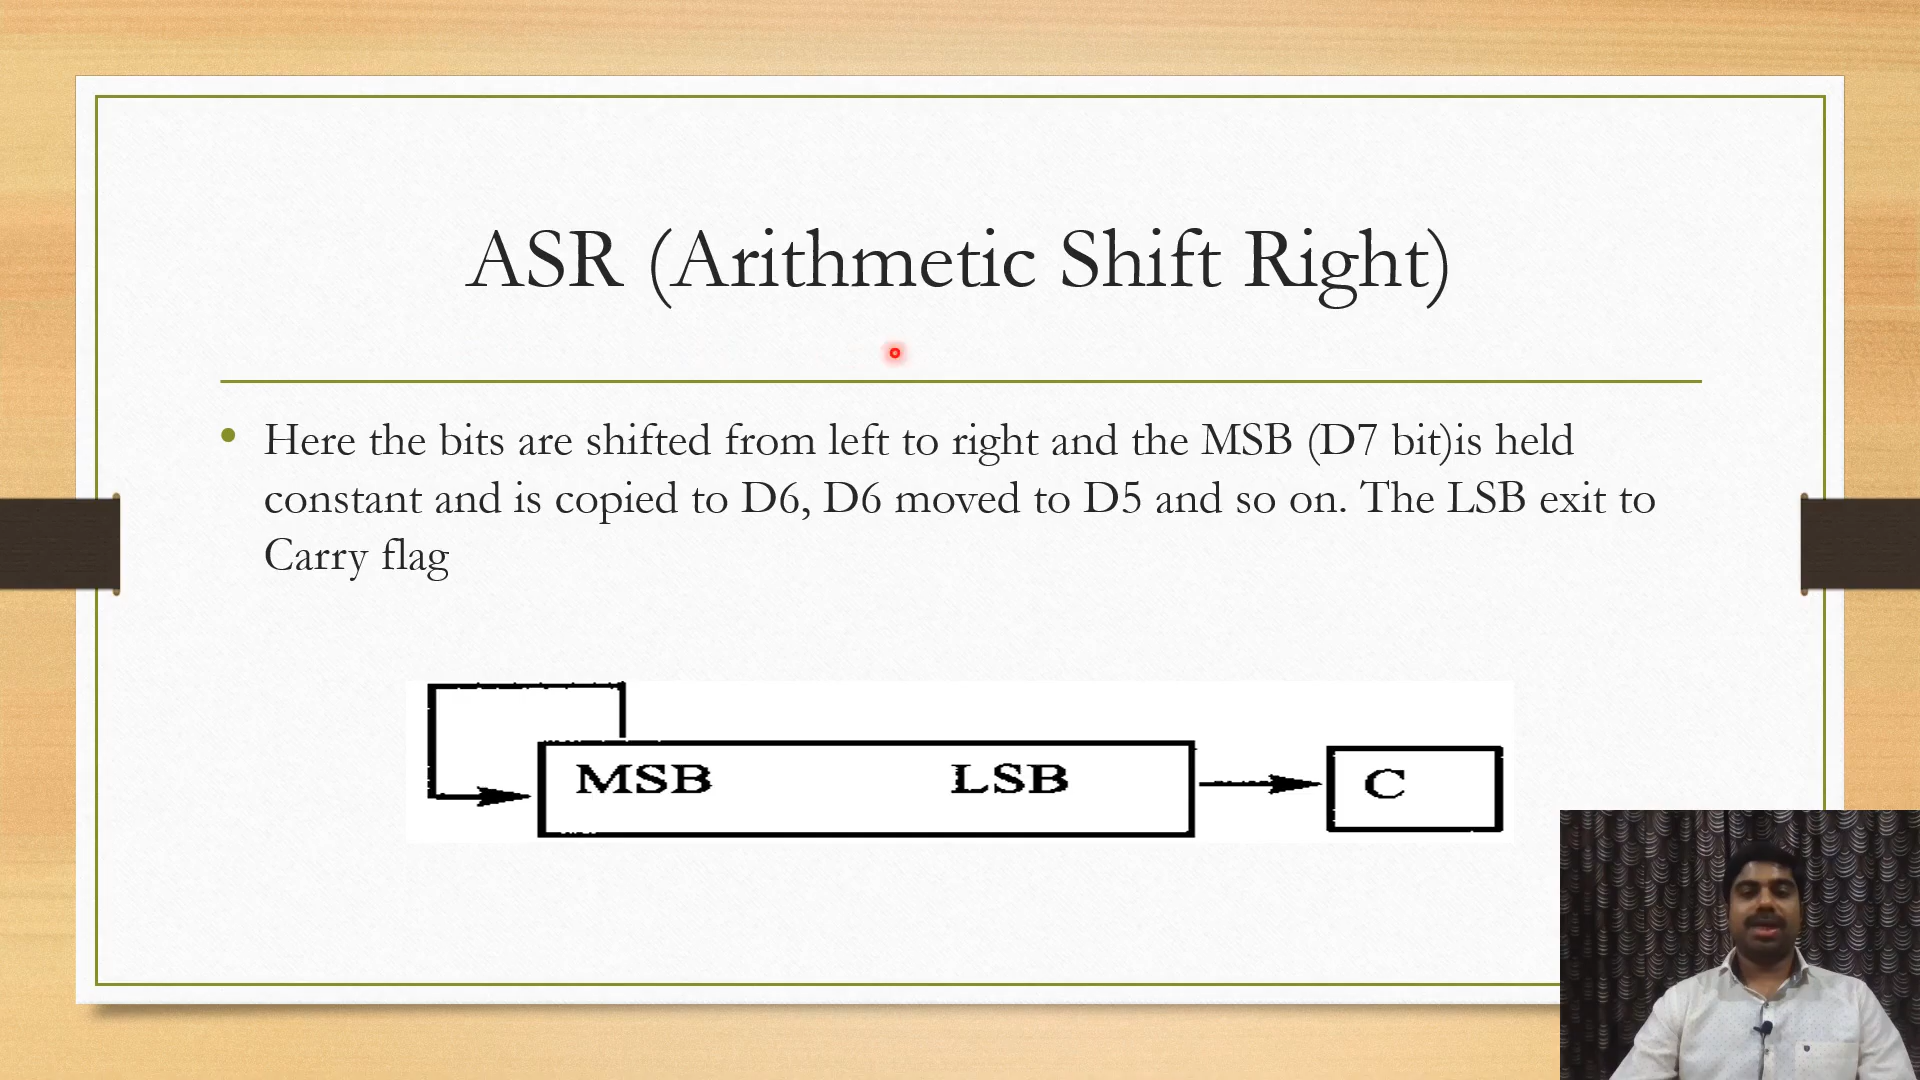 ASR (Arithmetic Shift Right)
• Here the bits are shifted from left to right and the MSB (D7 bit)is held
constant and is copied to D6, D6 moved to D5 and so on. The LSB exit to
Carry flag
MSB LSB C